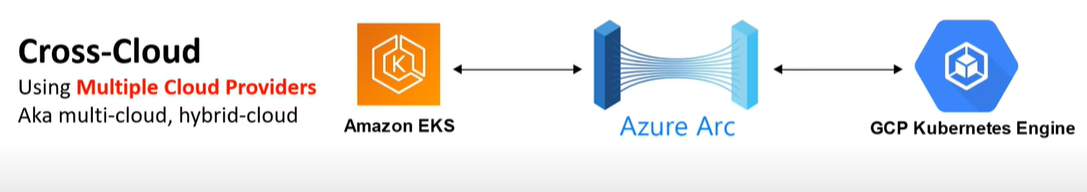 Cross-Cloud
Using Multiple Cloud Providers
Aka multi-cloud, hybrid-cloud
K
Amazon EKS
Azure Arc
GCP Kubernetes Engine